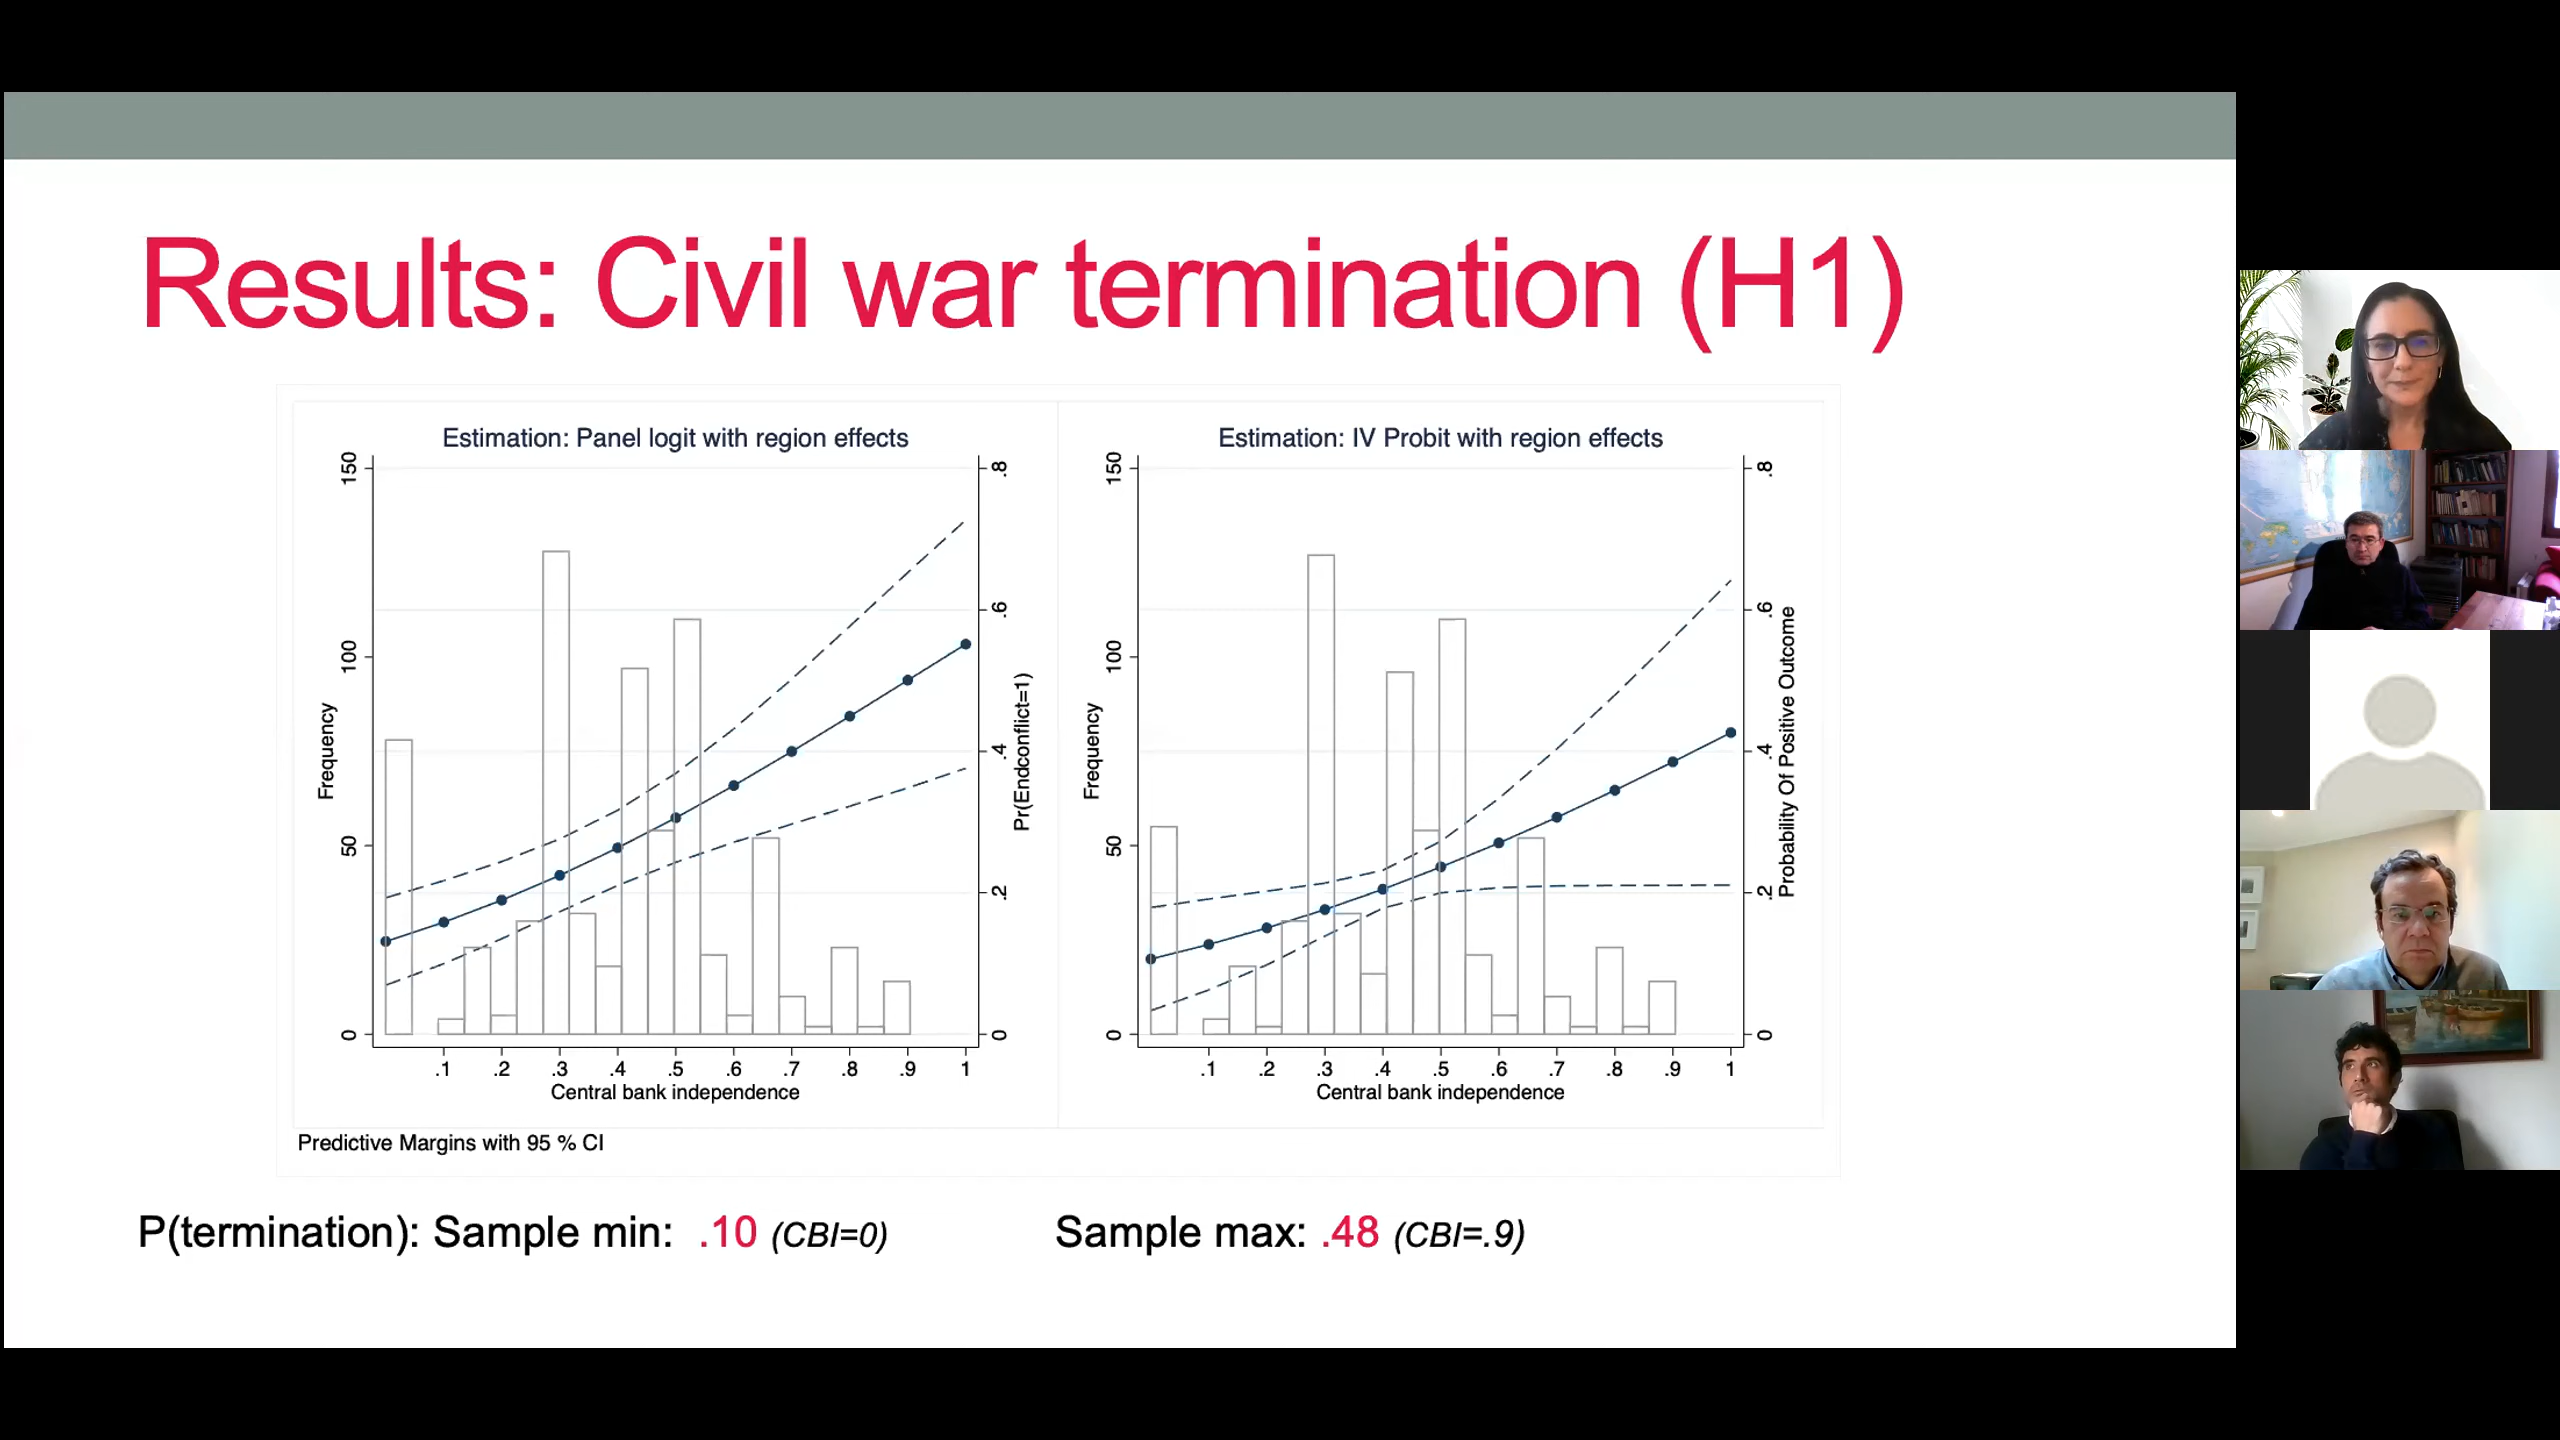 Results: Civil war termination (H1)
Estimation: Panel logit with region effects
150
100
50
0
Frequency
.8
.6
.4
.2
0
Pr(Endconflict=1)
.1 .2 .3 .4 .5 .6 .7 .8 .9 1
Central bank independence
Estimation: IV Probit with region effects
150
100
50
0
Frequency
.8
.6
.4
.2
0
Probability Of Positive Outcome
.1 .2 .3 .4 .5 .6 .7 .8 .9 1
Central bank independence
Predictive Margins with 95 % CI
P(termination): Sample min: .10 (CBI=0) Sample max: .48 (CBI=.9)